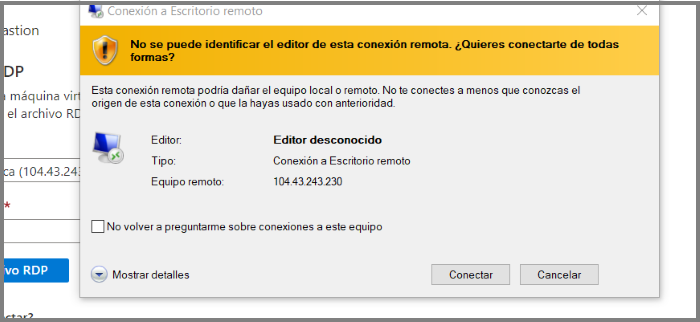 Conexión a Escritorio remoto
astion
No se puede identificar el editor de esta conexión remota. ¿Quieres conectarte de todas
formas?
DP
Esta conexión remota podría dañar el equipo local o remoto. No te conectes a menos que conozcas el
origen de esta conexión o que la hayas usado con anterioridad.
a máquina virt
el archivo RD
Editor: Editor desconocido
Tipo: Conexión a Escritorio remoto
Equipo remoto: 104.43.243.230
ca (104.43.243
*
No volver a preguntarme sobre conexiones a este equipo
vo RDP
Mostrar detalles
Conectar
Cancelar
ctar?